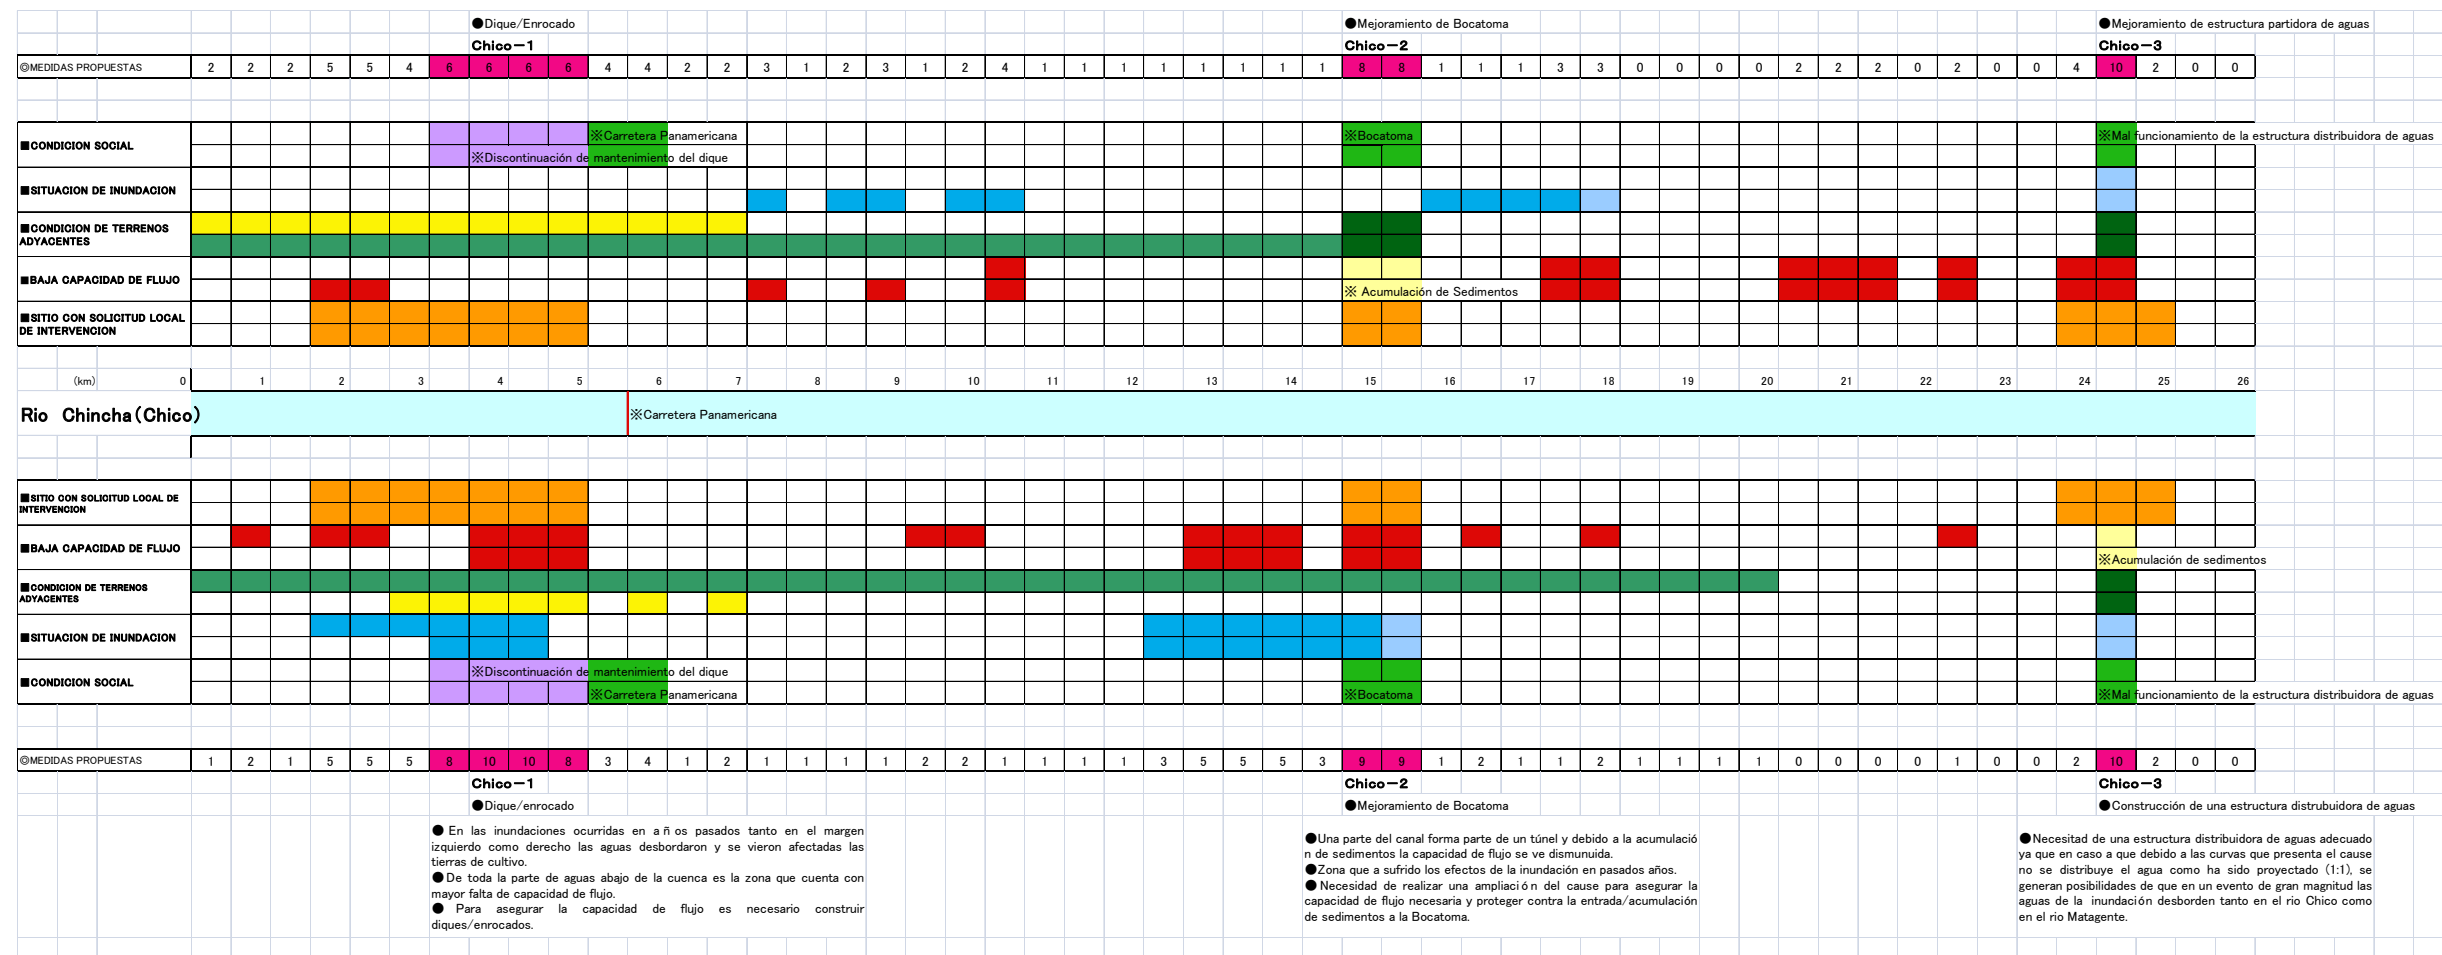 ●Dique/Enrocado ●Mejoramiento de Bocatoma ●Mejoramiento de estructura partidora de aguas
Chico－1 Chico－2 Chico－3
◎MEDIDAS PROPUESTAS 2 2 2 5 5 4 6 6 6 6 4 4 2 2 3 1 2 3 1 2 4 1 1 1 1 1 1 1 1 8 8 1 1 1 3 3 0 0 0 0 2 2 2 0 2 0 0 4 10 2 0 0
■CONDICION SOCIAL ※Carretera Panamericana ※Bocatoma ※Mal funcionamiento de la estructura distribuidora de aguas
※Discontinuación de mantenimiento del dique
■SITUACION DE INUNDACION
■CONDICION DE TERRENOS
ADYACENTES
■BAJA CAPACIDAD DE FLUJO
※ Acumulación de Sedimentos
■SITIO CON SOLICITUD LOCAL
DE INTERVENCION
(km) 0 1 2 3 4 5 6 7 8 9 10 11 12 13 14 15 16 17 18 19 20 21 22 23 24 25 26
Rio Chincha(Chico) ※Carretera Panamericana
■SITIO CON SOLICITUD LOCAL DE
INTERVENCION
■BAJA CAPACIDAD DE FLUJO
※Acumulación de sedimentos
■CONDICION DE TERRENOS
ADYACENTES
■SITUACION DE INUNDACION
■CONDICION SOCIAL
※Discontinuación de mantenimiento del dique
※Carretera Panamericana ※Bocatoma ※Mal funcionamiento de la estructura distribuidora de aguas
◎MEDIDAS PROPUESTAS 1 2 1 5 5 5 8 10 10 8 3 4 1 2 1 1 1 1 2 2 1 1 1 1 3 5 5 5 3 9 9 1 2 1 1 2 1 1 1 1 0 0 0 0 1 0 0 2 10 2 0 0
Chico－1 Chico－2 Chico－3
●Dique/enrocado ●Mejoramiento de Bocatoma ●Construcción de una estructura distrubuidora de aguas
● En las inundaciones ocurridas en años pasados tanto en el margen
izquierdo como derecho las aguas desbordaron y se vieron afectadas las
tierras de cultivo.
●De toda la parte de aguas abajo de la cuenca es la zona que cuenta con
mayor falta de capacidad de flujo.
● Para asegurar la capacidad de flujo es necesario construir
diques/enrocados.
●Una parte del canal forma parte de un túnel y debido a la acumulació
n de sedimentos la capacidad de flujo se ve dismunuida.
●Zona que a sufrido los efectos de la inundación en pasados años.
●Necesidad de realizar una ampliación del cause para asegurar la
capacidad de flujo necesaria y proteger contra la entrada/acumulación
de sedimentos a la Bocatoma.
●Necesitad de una estructura distribuidora de aguas adecuado
ya que en caso a que debido a las curvas que presenta el cause
no se distribuye el agua como ha sido proyectado (1:1), se
generan posibilidades de que en un evento de gran magnitud las
aguas de la inundación desborden tanto en el rio Chico como
en el rio Matagente.